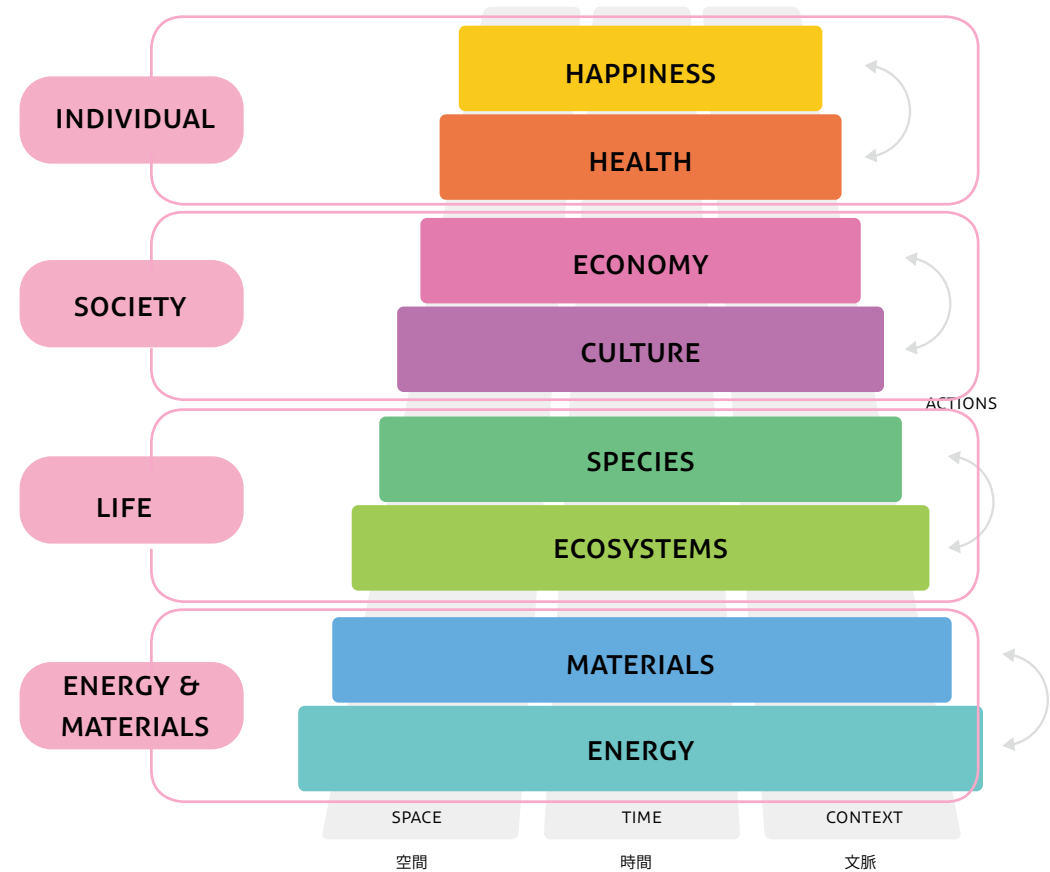 HAPPINESS
INDIVIDUAL
HEALTH
ECONOMY
SOCIETY
CULTURE
ACTIONS
SPECIES
LIFE
ECOSYSTEMS
MATERIALS
ENERGY &
MATERIALS
ENERGY
SPACE TIME CONTEXT
空間 時間 文脈